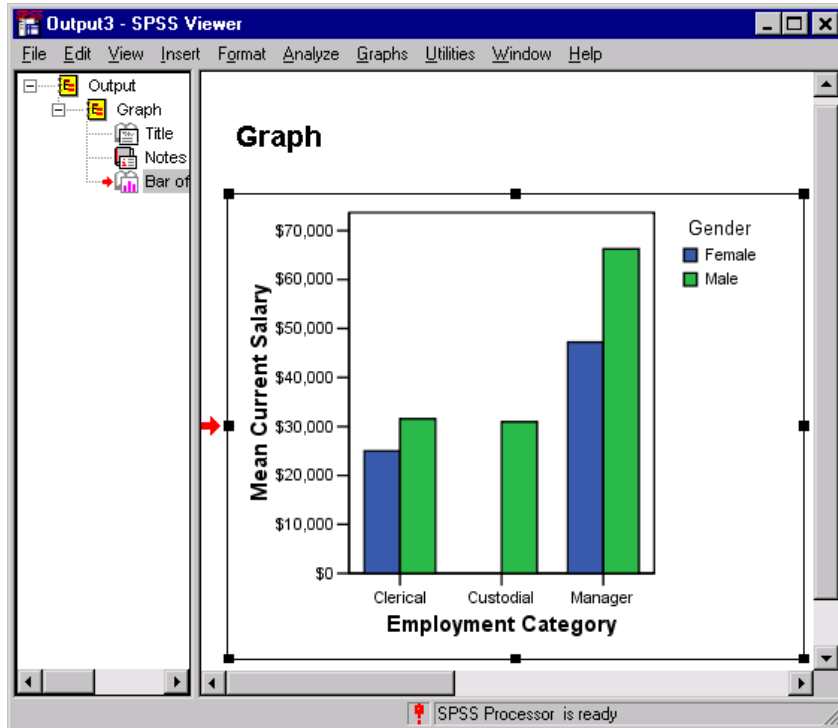 Output3 - SPSS Viewer
File Edit View Insert Format Analyze Graphs Utilities Window Help
Output
Graph
Title
Notes
Bar of
Graph
$70,000
$60,000
$50,000
$40,000
$30,000
$20,000
$10,000
$0
Mean Current Salary
Clerical Custodial Manager
Employment Category
Gender
Female
Male
SPSS Processor is ready